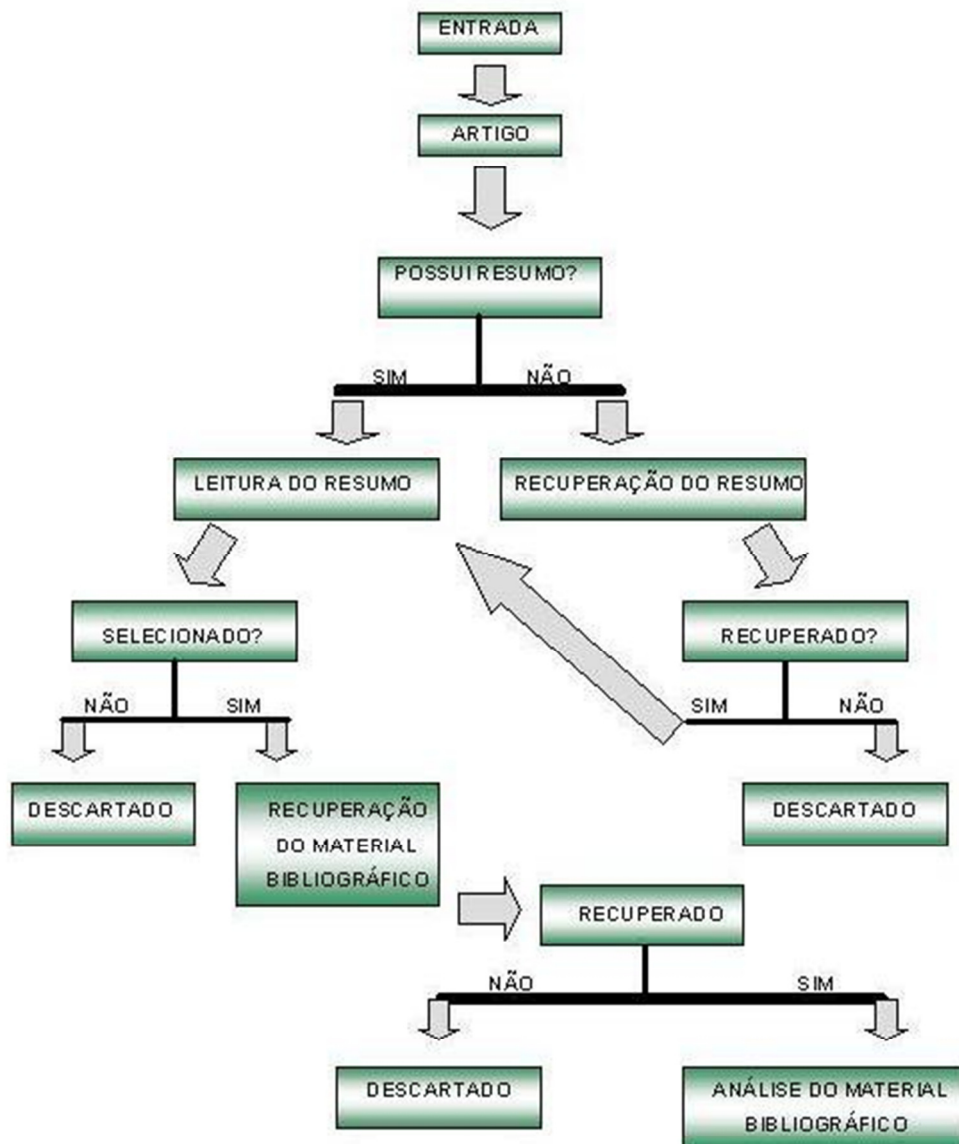 ENTRADA
ARTIGO
POSSUI RESUMO?
SIM
NÃO
LEITURA DO RESUMO
RECUPERAÇÃO DO RESUMO
SELECIONADO?
RECUPERADO?
NÃO
SIM
SIM
NÃO
DESCARTADO
RECUPERAÇÃO
DO MATERIAL
BIBLIOGRÁFICO
DESCARTADO
RECUPERADO
NÃO
SIM
DESCARTADO
ANÁLISE DO MATERIAL
BIBLIOGRÁFICO